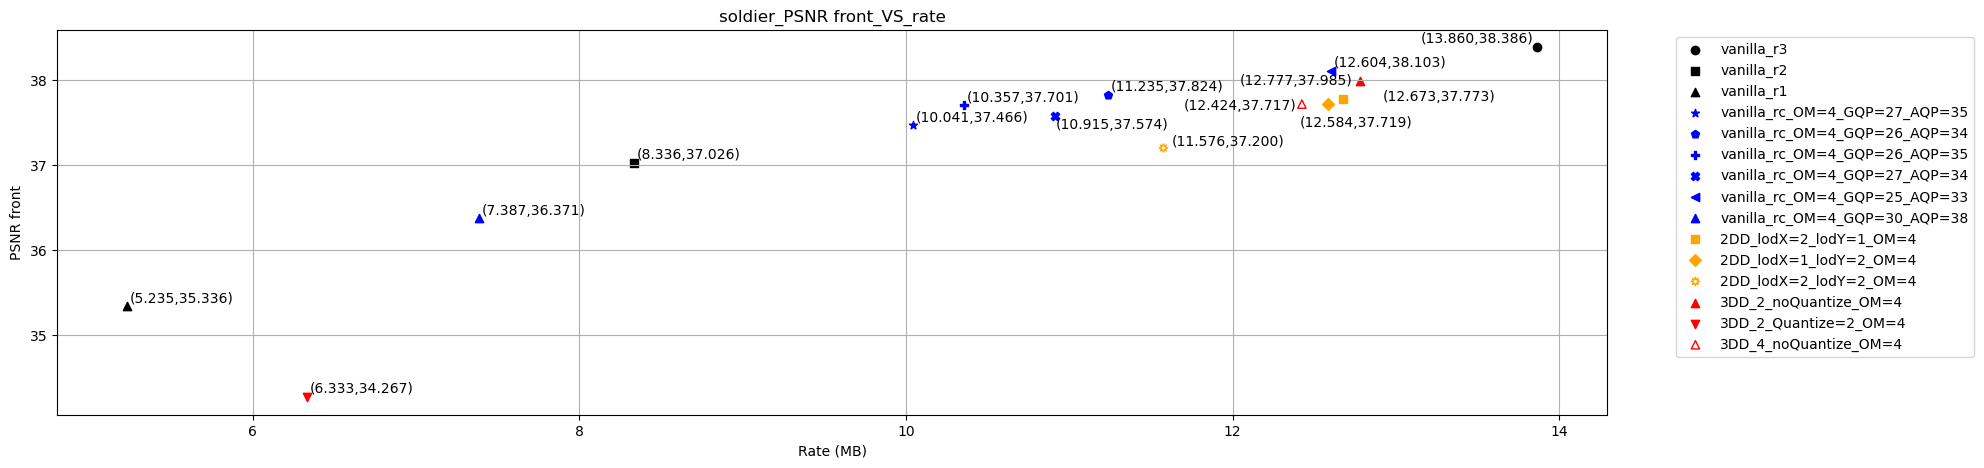 soldier_PSNR front_VS_rate
PSNR front
38
37
36
35
(13.860,38.386)
(12.604,38.103)
(12.777,37.985)
(11.235,37.824)
(12.673,37.773)
(10.357,37.701)
(12.424,37.717)
(12.584,37.719)
(10.041,37.466)
(10.915,37.574)
(11.576,37.200)
(8.336,37.026)
(7.387,36.371)
(5.235,35.336)
(6.333,34.267)
6
8
10
12
14
Rate (MB)
vanilla_r3
vanilla_r2
vanilla_r1
vanilla_rc_OM=4_GQP=27_AQP=35
vanilla_rc_OM=4_GQP=26_AQP=34
vanilla_rc_OM=4_GQP=26_AQP=35
vanilla_rc_OM=4_GQP=27_AQP=34
vanilla_rc_OM=4_GQP=25_AQP=33
vanilla_rc_OM=4_GQP=30_AQP=38
2DD_lodX=2_lodY=1_OM=4
2DD_lodX=1_lodY=2_OM=4
2DD_lodX=2_lodY=2_OM=4
3DD_2_noQuantize_OM=4
3DD_2_Quantize=2_OM=4
3DD_4_noQuantize_OM=4